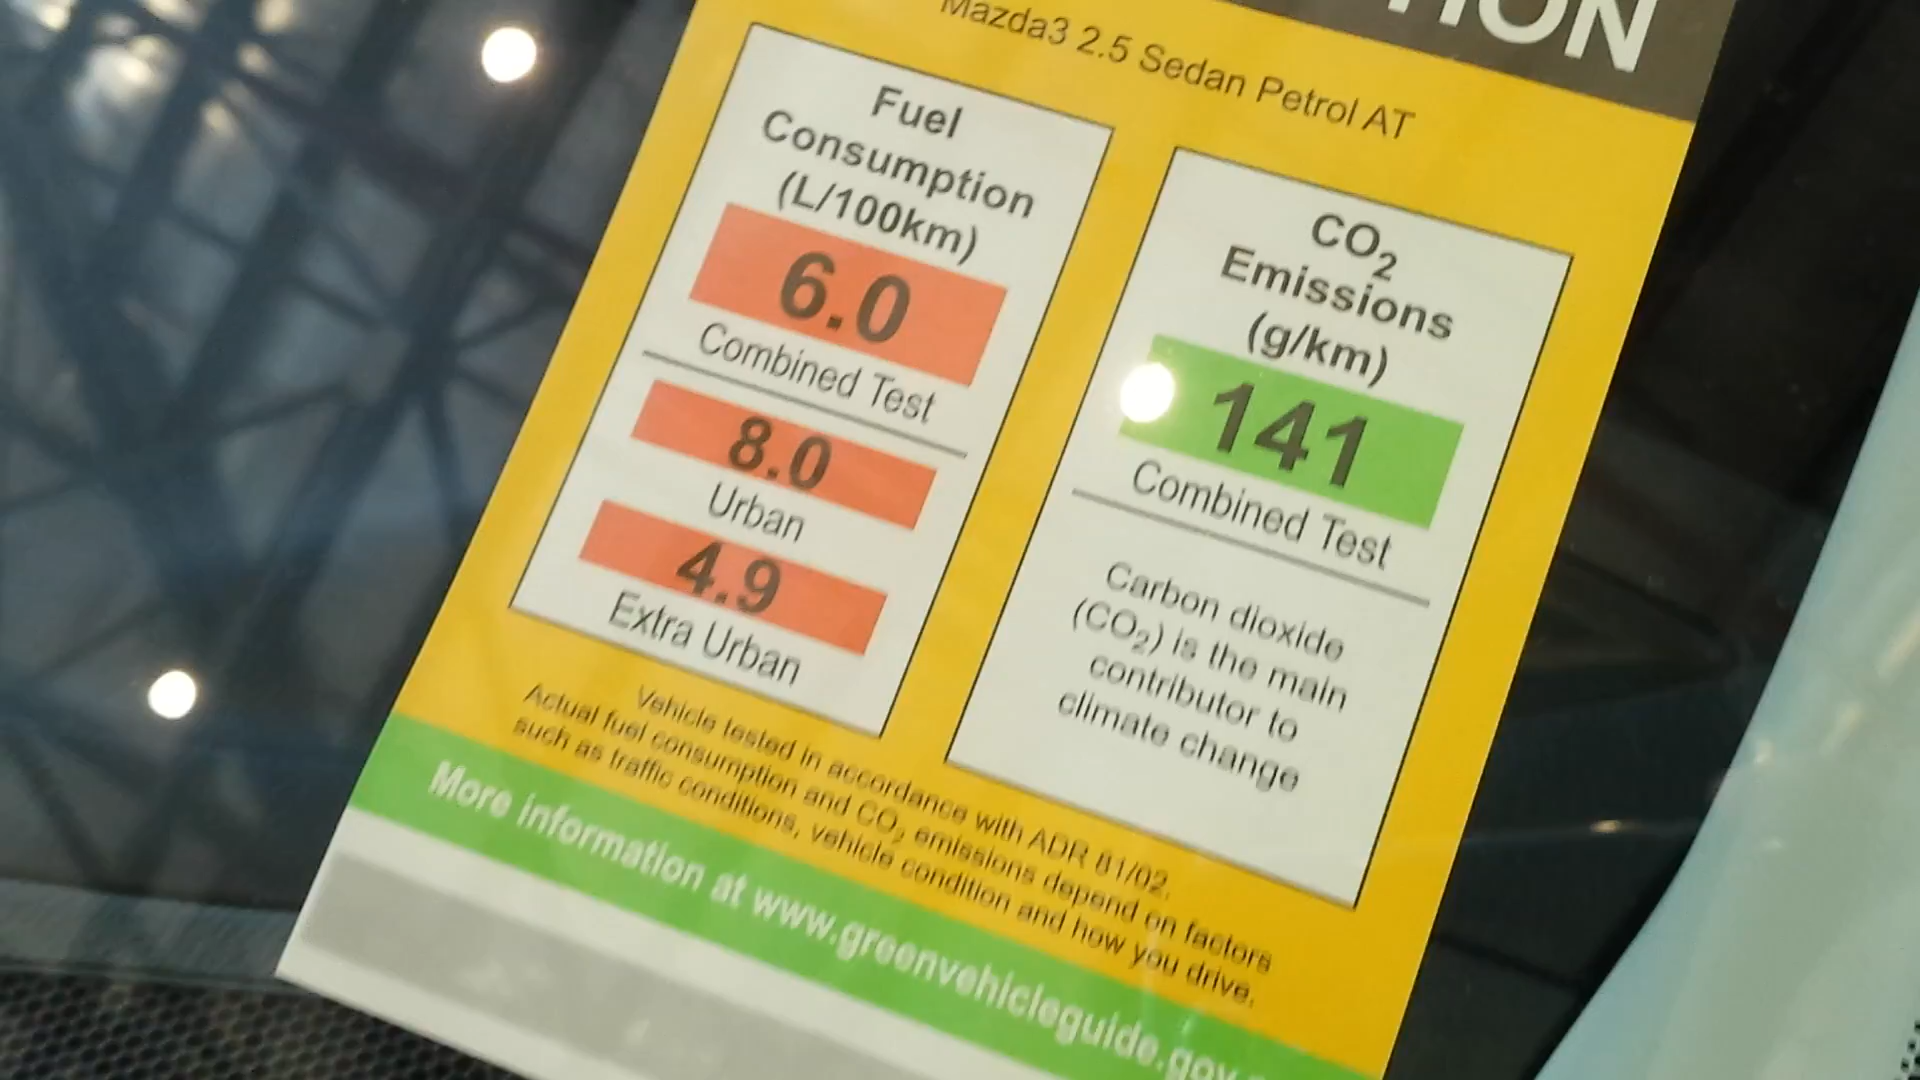 Mazda3 2.5 Sedan Petrol AT
Fuel
Consumption
(L/100km)
6.0
Combined Test
8.0
Urban
4.9
Extra Urban
CO₂
Emissions
(g/km)
141
Combined Test
Carbon dioxide
(CO₂) is the main
contributor to
climate change
Vehicle tested in accordance with ADR 81/02.
Actual fuel consumption and CO₂ emissions depend on factors
such as traffic conditions, vehicle condition and how you drive.
More information at www.greenvehicleguide.gov